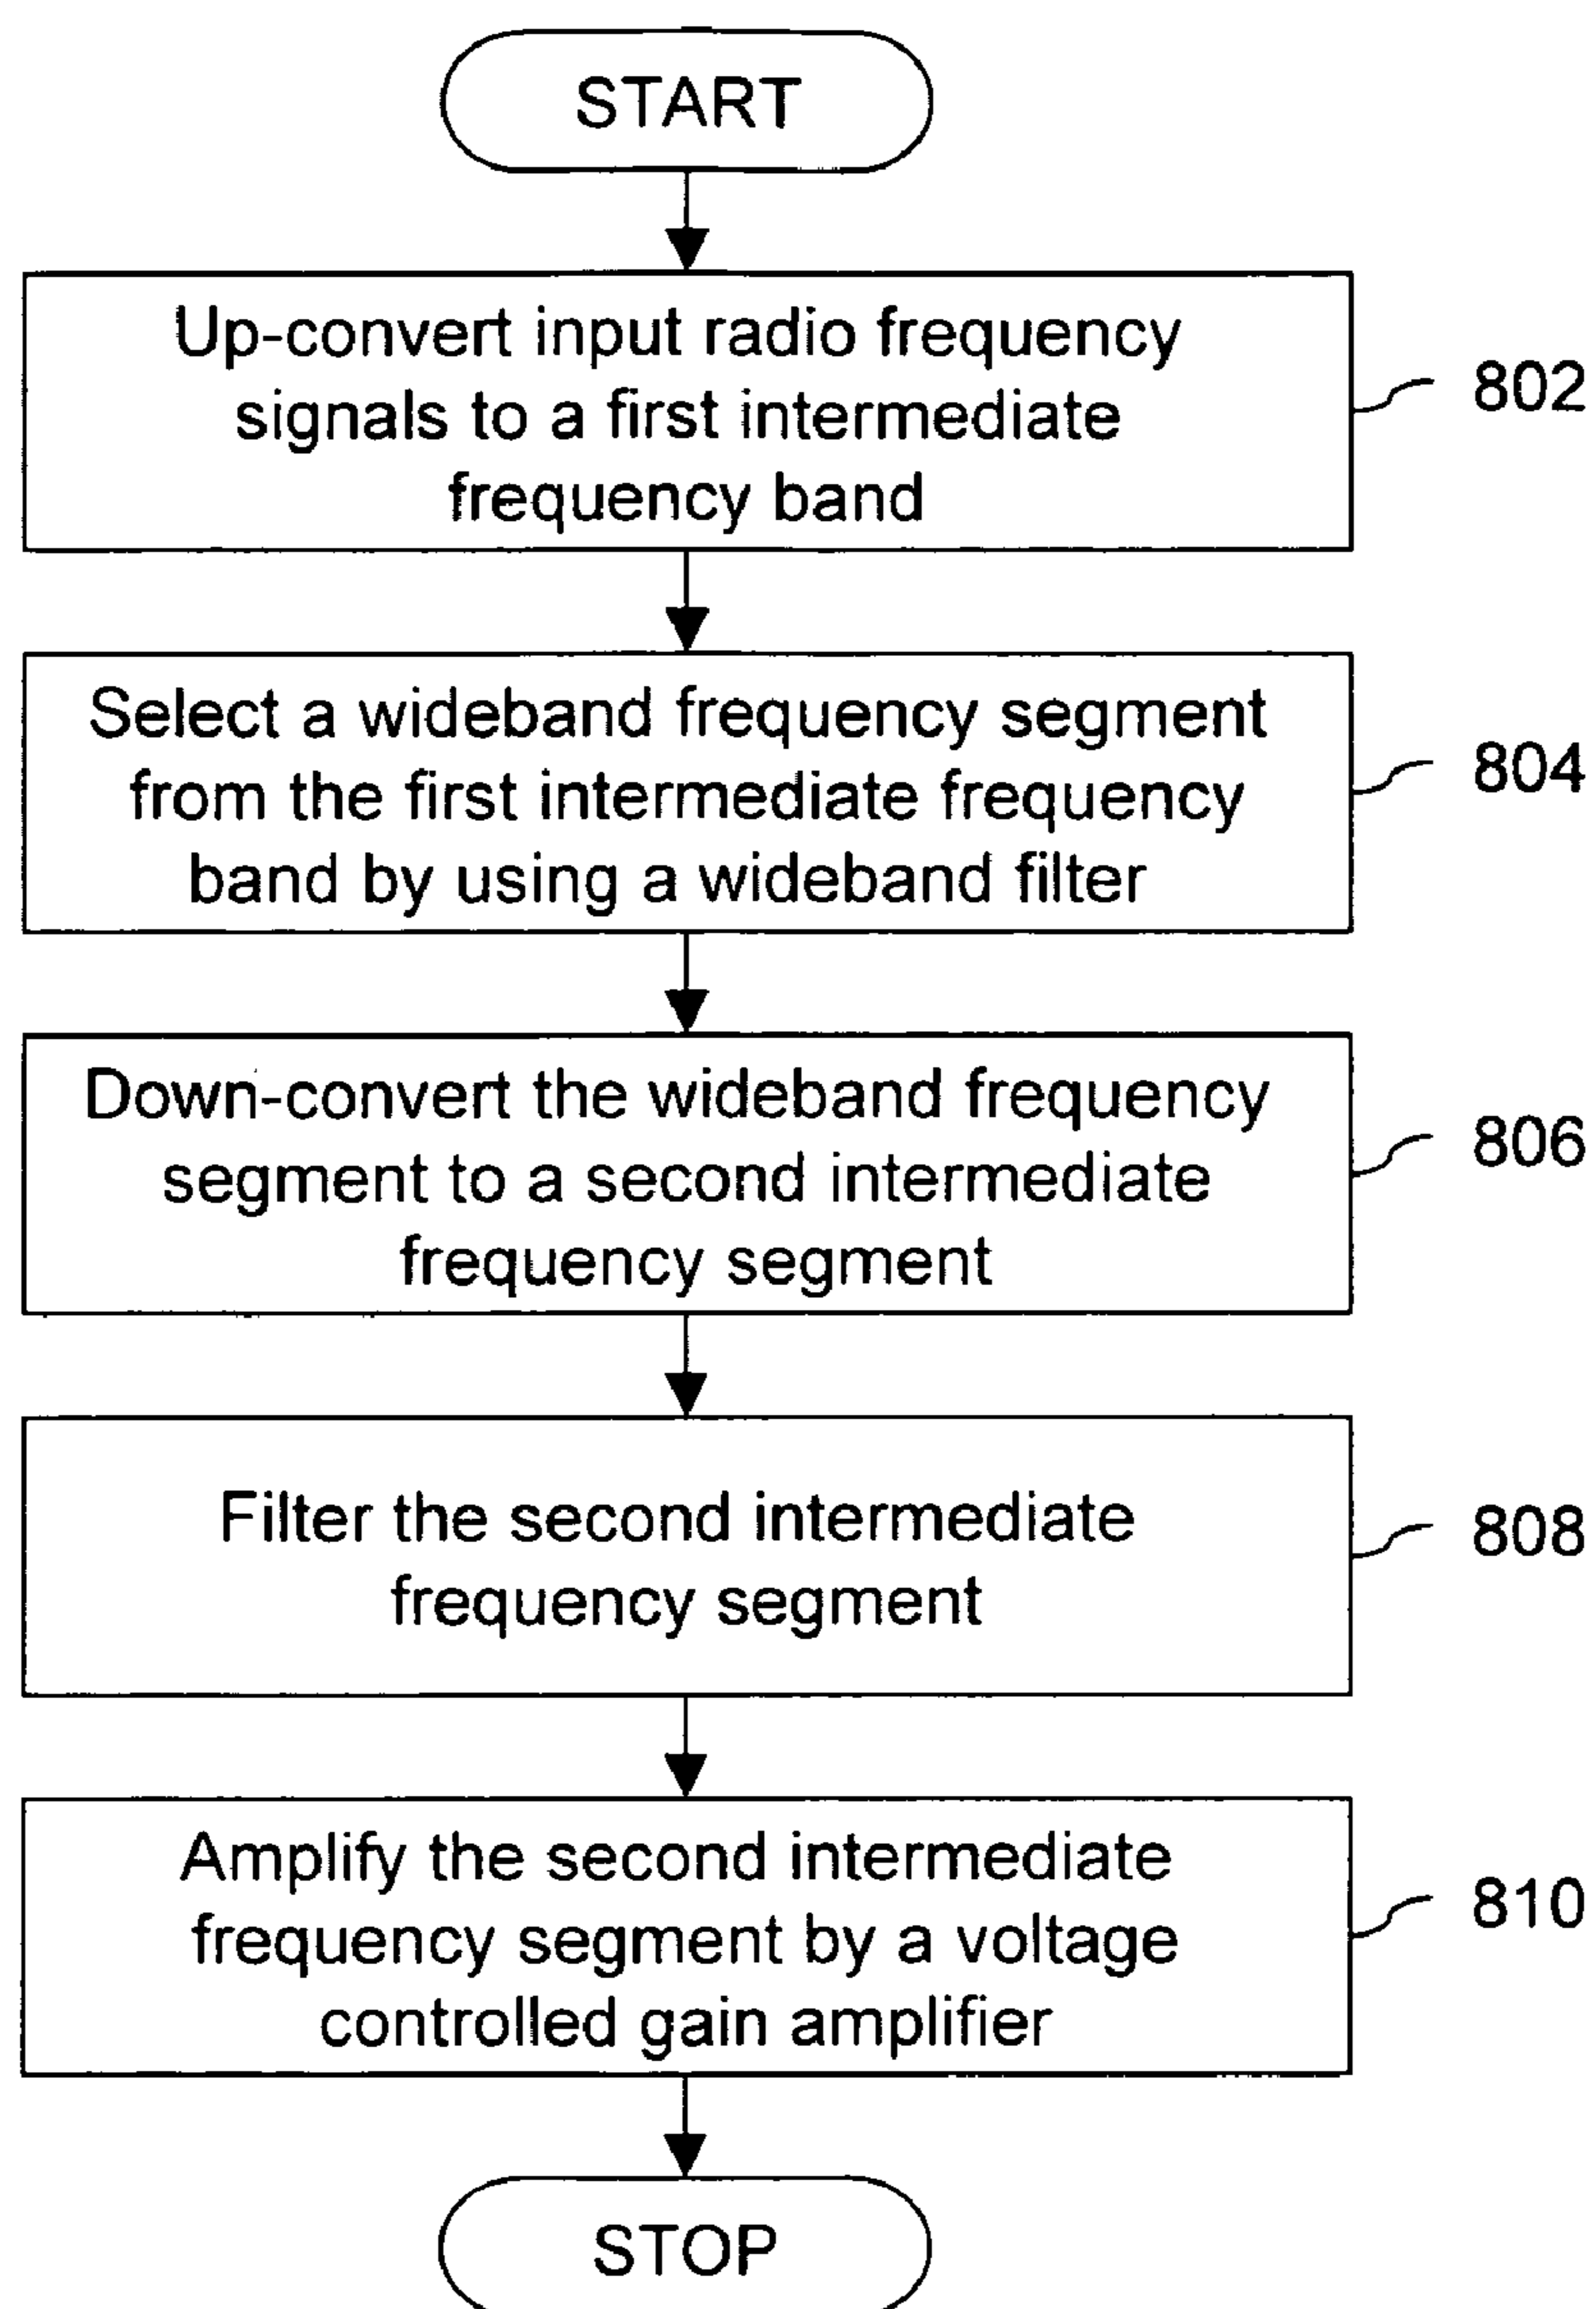 START
Up-convert input radio frequency
signals to a first intermediate
frequency band
802
Select a wideband frequency segment
from the first intermediate frequency
band by using a wideband filter
804
Down-convert the wideband frequency
segment to a second intermediate
frequency segment
806
Filter the second intermediate
frequency segment
808
Amplify the second intermediate
frequency segment by a voltage
controlled gain amplifier
810
STOP